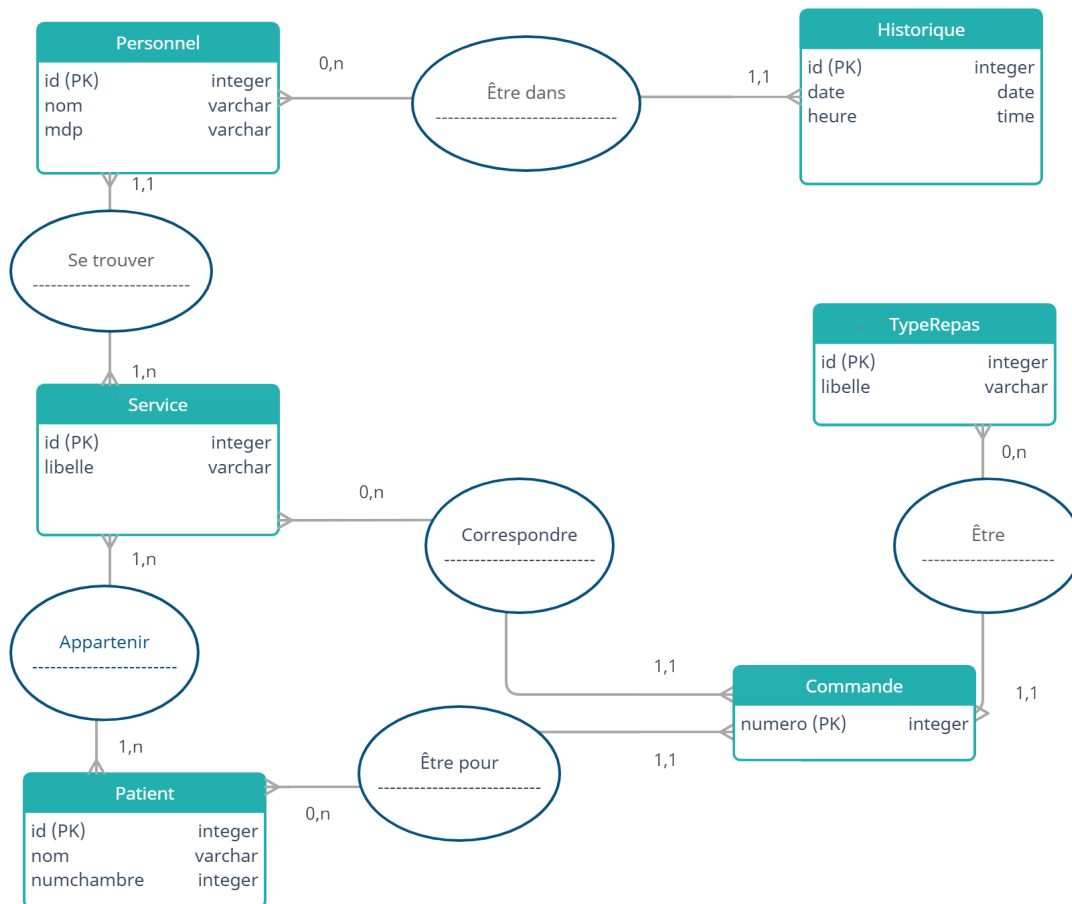 Personnel
id (PK) integer
nom varchar
mdp varchar
0,n
Être dans
1,1
Historique
id (PK) integer
date date
heure time
1,1
Se trouver
1,n
Service
id (PK) integer
libelle varchar
TypeRepas
id (PK) integer
libelle varchar
0,n
Être
1,1
0,n
Correspondre
1,1
1,n
Appartenir
1,n
Commande
numero (PK) integer
Être pour
1,1
0,n
Patient
id (PK) integer
nom varchar
numchambre integer